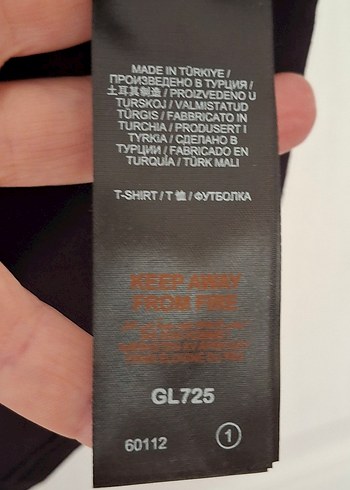 MADE IN TÜRKIYE /
ПРОИЗВЕДЕНО В ТУРЦИЯ /
土耳其制造 / PROIZVEDENO U
TURSKOJ / VALMISTATUD
TÜRGIS / FABBRICATO IN
TURCHIA / PRODUSERT I
TYRKIA / СДЕЛАНО В
ТУРЦИИ / FABRICADO EN
TURQUÍA / TÜRK MALI
T-SHIRT / T 恤 / ФУТБОЛКА
KEEP AWAY
FROM FIRE
GL725
60112
1